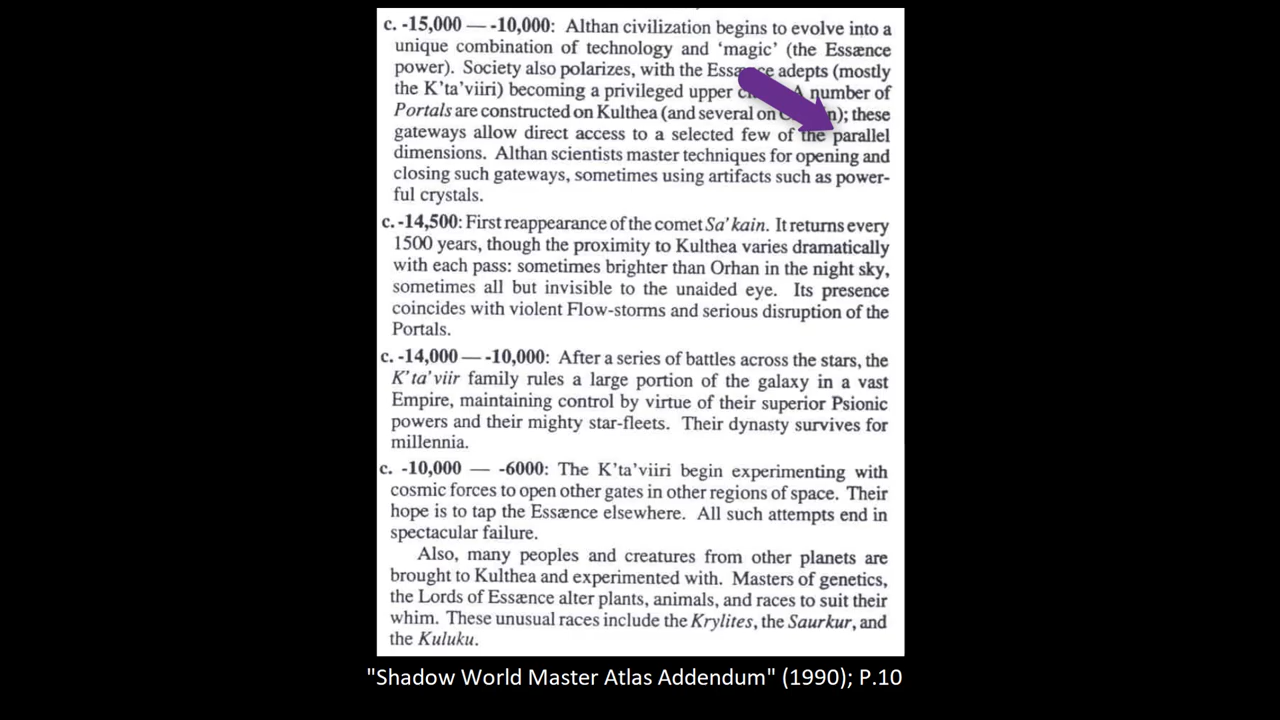 c. -15,000 — -10,000: Althan civilization begins to evolve into a
unique combination of technology and ‘magic’ (the Essænce
power). Society also polarizes, with the Essænce adepts (mostly
the K’ta’viiri) becoming a privileged upper A number of
Portals are constructed on Kulthea (and several on these
gateways allow direct access to a selected few of the parallel
dimensions. Althan scientists master techniques for opening and
closing such gateways, sometimes using artifacts such as power-
ful crystals.
c. -14,500: First reappearance of the comet Sa’kain. It returns every
1500 years, though the proximity to Kulthea varies dramatically
with each pass: sometimes brighter than Orhan in the night sky,
sometimes all but invisible to the unaided eye. Its presence
coincides with violent Flow-storms and serious disruption of the
Portals.
c. -14,000 — -10,000: After a series of battles across the stars, the
K’ta’viir family rules a large portion of the galaxy in a vast
Empire, maintaining control by virtue of their superior Psionic
powers and their mighty star-fleets. Their dynasty survives for
millennia.
c. -10,000 — -6000: The K’ta’viiri begin experimenting with
cosmic forces to open other gates in other regions of space. Their
hope is to tap the Essænce elsewhere. All such attempts end in
spectacular failure.
Also, many peoples and creatures from other planets are
brought to Kulthea and experimented with. Masters of genetics,
the Lords of Essænce alter plants, animals, and races to suit their
whim. These unusual races include the Krylites, the Saurkur, and
the Kuluku.
"Shadow World Master Atlas Addendum" (1990); P.10